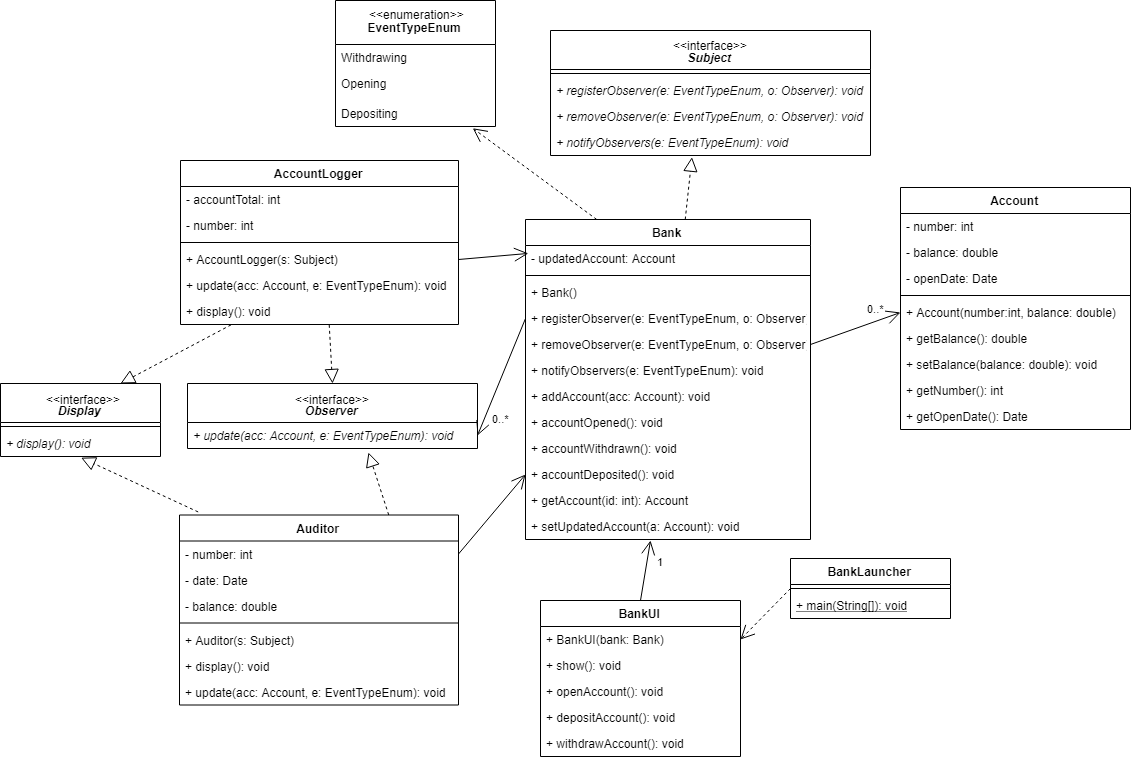 <<enumeration>>
EventTypeEnum
Withdrawing
Opening
Depositing
<<interface>>
Subject
+ registerObserver(e: EventTypeEnum, o: Observer): void
+ removeObserver(e: EventTypeEnum, o: Observer): void
+ notifyObservers(e: EventTypeEnum): void
AccountLogger
- accountTotal: int
- number: int
+ AccountLogger(s: Subject)
+ update(acc: Account, e: EventTypeEnum): void
+ display(): void
Bank
- updatedAccount: Account
+ Bank()
+ registerObserver(e: EventTypeEnum, o: Observer
+ removeObserver(e: EventTypeEnum, o: Observer
+ notifyObservers(e: EventTypeEnum): void
+ addAccount(acc: Account): void
+ accountOpened(): void
+ accountWithdrawn(): void
+ accountDeposited(): void
+ getAccount(id: int): Account
+ setUpdatedAccount(a: Account): void
0..*
Account
- number: int
- balance: double
- openDate: Date
+ Account(number:int, balance: double)
+ getBalance(): double
+ setBalance(balance: double): void
+ getNumber(): int
+ getOpenDate(): Date
<<interface>>
Display
+ display(): void
<<interface>>
Observer
+ update(acc: Account, e: EventTypeEnum): void
0..*
Auditor
- number: int
- date: Date
- balance: double
+ Auditor(s: Subject)
+ display(): void
+ update(acc: Account, e: EventTypeEnum): void
1
BankUI
+ BankUI(bank: Bank)
+ show(): void
+ openAccount(): void
+ depositAccount(): void
+ withdrawAccount(): void
BankLauncher
+ main(String[]): void